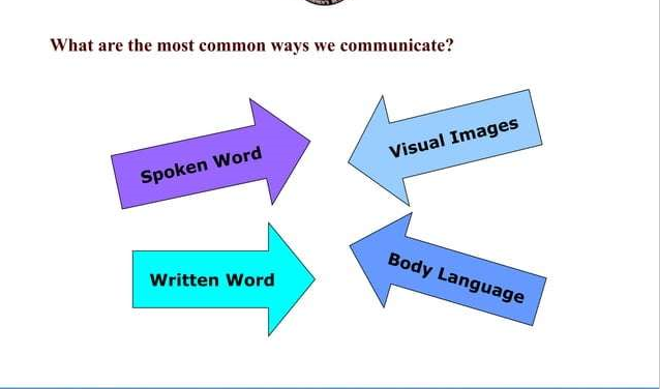 What are the most common ways we communicate?
Spoken Word
Visual Images
Written Word
Body Language